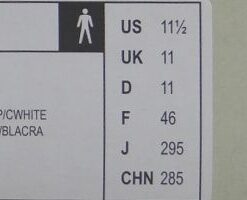 US 11½
UK 11
D 11
F 46
J 295
CHN 285
P/CWHITE
/BLACRA